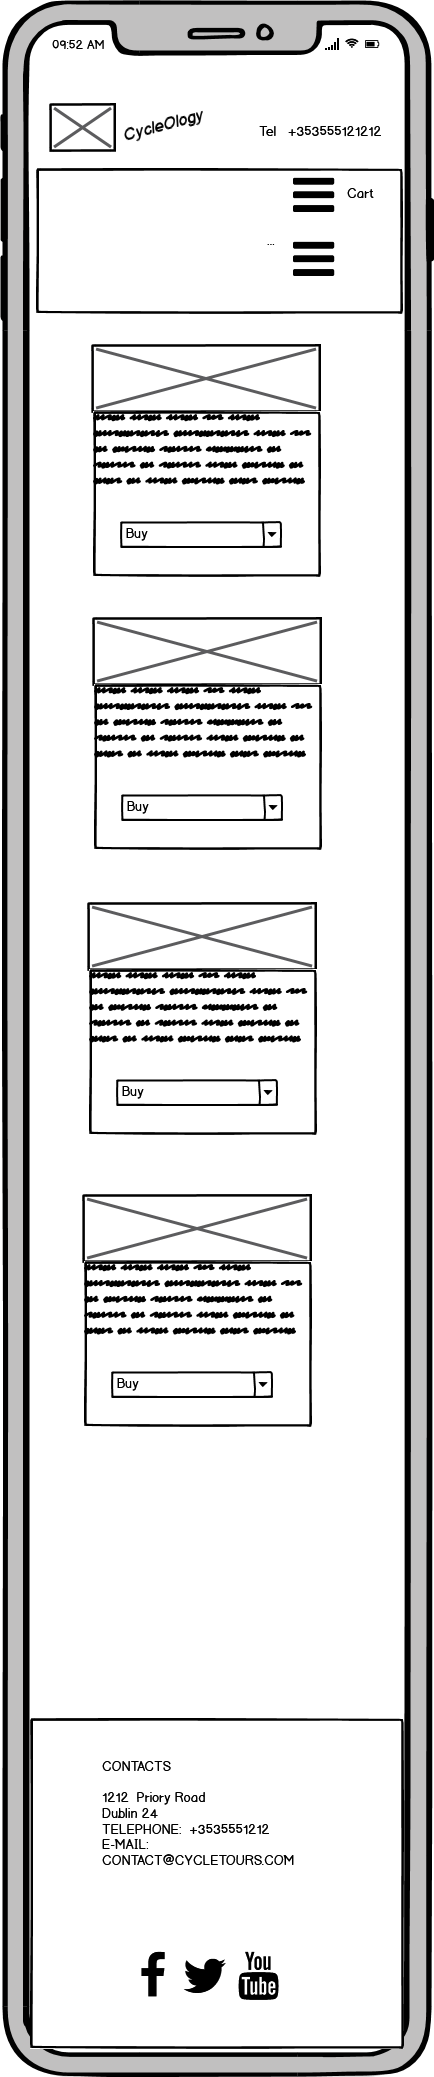 09:52 AM
CycleOlogy
Tel +353555121212
Cart
...
Buy
Buy
Buy
Buy
CONTACTS
1212 Priory Road
Dublin 24
TELEPHONE: +3535551212
E-MAIL:
CONTACT@CYCLETOURS.COM
You
Tube